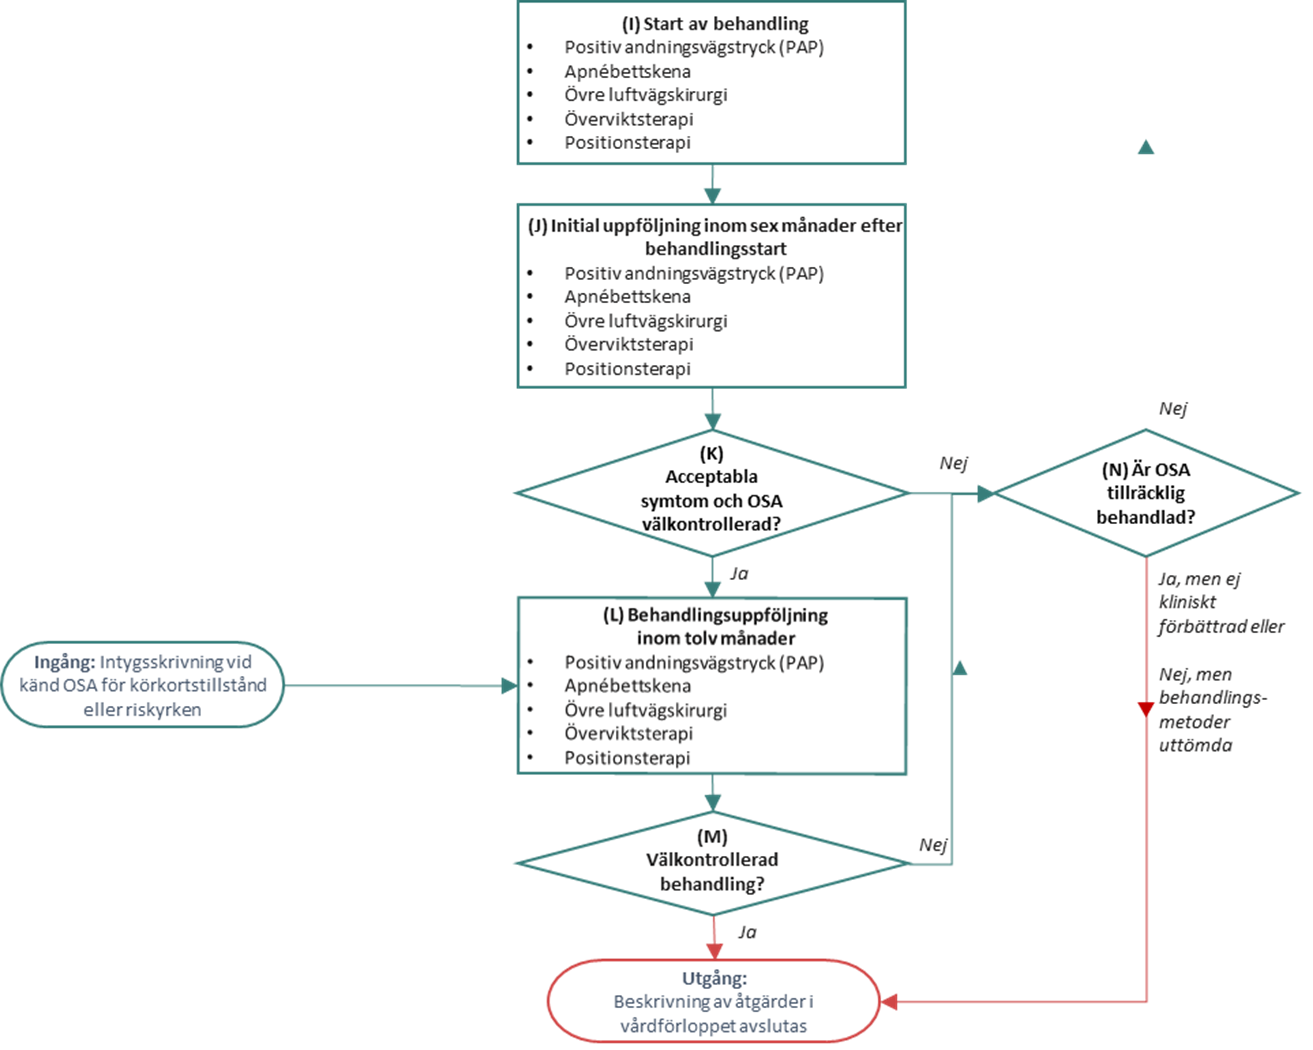 (I) Start av behandling
• Positiv andningsvägstryck (PAP)
• Apnébettskena
• Övre luftvägskirurgi
• Överviktsterapi
• Positionsterapi
(J) Initial uppföljning inom sex månader efter
behandlingsstart
• Positiv andningsvägstryck (PAP)
• Apnébettskena
• Övre luftvägskirurgi
• Överviktsterapi
• Positionsterapi
(K)
Acceptabla
symtom och OSA
välkontrollerad?
Nej
Nej
(N) Är OSA
tillräcklig
behandlad?
Ja
Ja, men ej
kliniskt
förbättrad eller
Nej, men
behandlings-
metoder
uttömda
Ingång: Intygsskrivning vid
känd OSA för körkortstillstånd
eller riskyrken
(L) Behandlingsuppföljning
inom tolv månader
• Positiv andningsvägstryck (PAP)
• Apnébettskena
• Övre luftvägskirurgi
• Överviktsterapi
• Positionsterapi
(M)
Välkontrollerad
behandling?
Nej
Ja
Utgång:
Beskrivning av åtgärder i
vårdförloppet avslutas